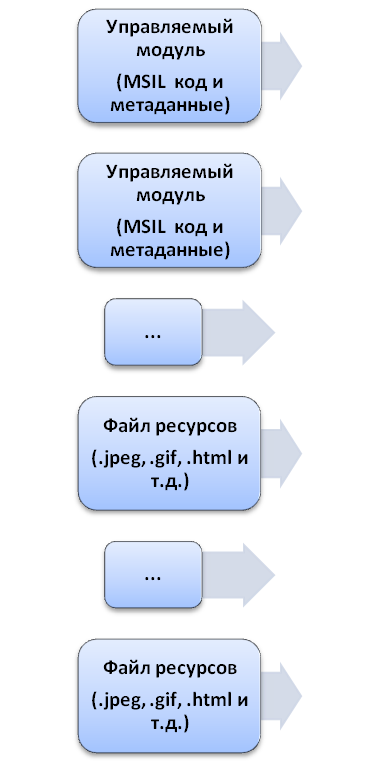 Управляемый
модуль
(MSIL код и
метаданные)
Управляемый
модуль
(MSIL код и
метаданные)
...
Файл ресурсов
(.jpeg, .gif, .html и
т.д.)
...
Файл ресурсов
(.jpeg, .gif, .html и
т.д.)